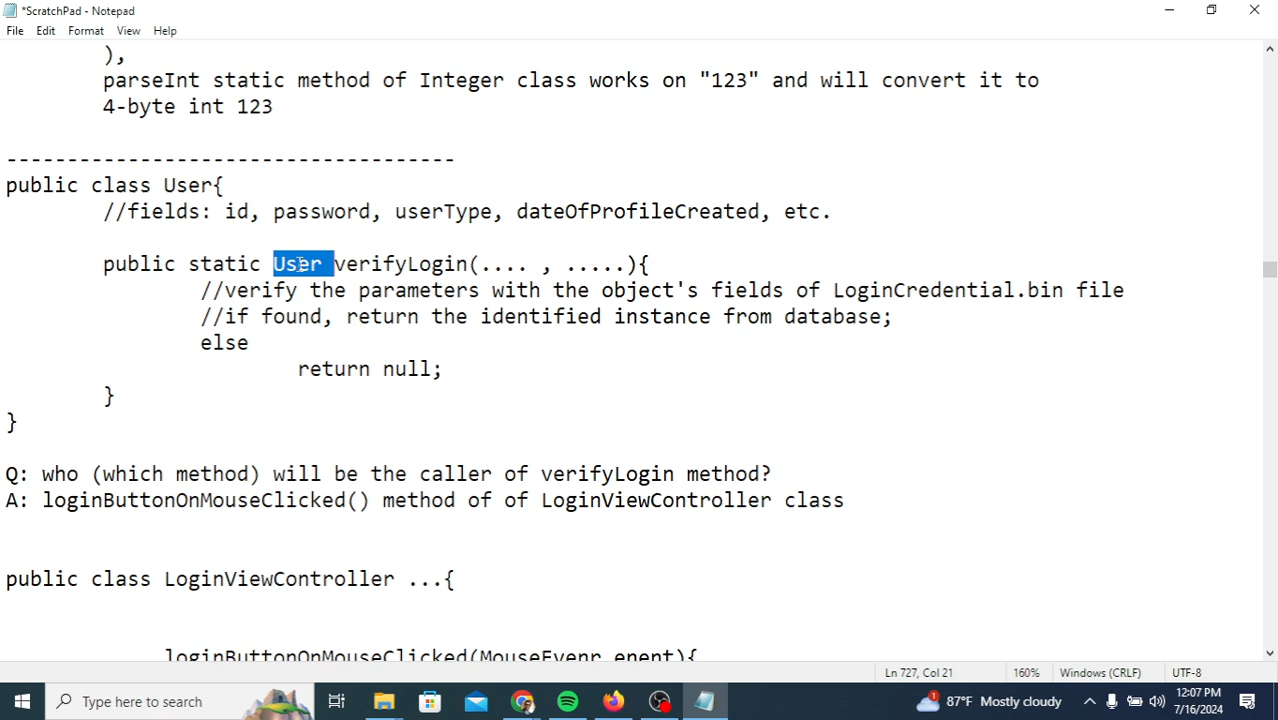 *ScratchPad - Notepad
File Edit Format View Help
),
parseInt static method of Integer class works on "123" and will convert it to
4-byte int 123
-------------------------------------
public class User{
//fields: id, password, userType, dateOfProfileCreated, etc.
public static User verifyLogin(.... , .....){
//verify the parameters with the object's fields of LoginCredential.bin file
//if found, return the identified instance from database;
else
return null;
}
}
Q: who (which method) will be the caller of verifyLogin method?
A: loginButtonOnMouseClicked() method of of LoginViewController class
public class LoginViewController ...{
loginButtonOnMouseClicked(MouseEvenr enent){
Ln 727, Col 21 160% Windows (CRLF) UTF-8
Type here to search
1 87°F Mostly cloudy
12:07 PM
7/16/2024